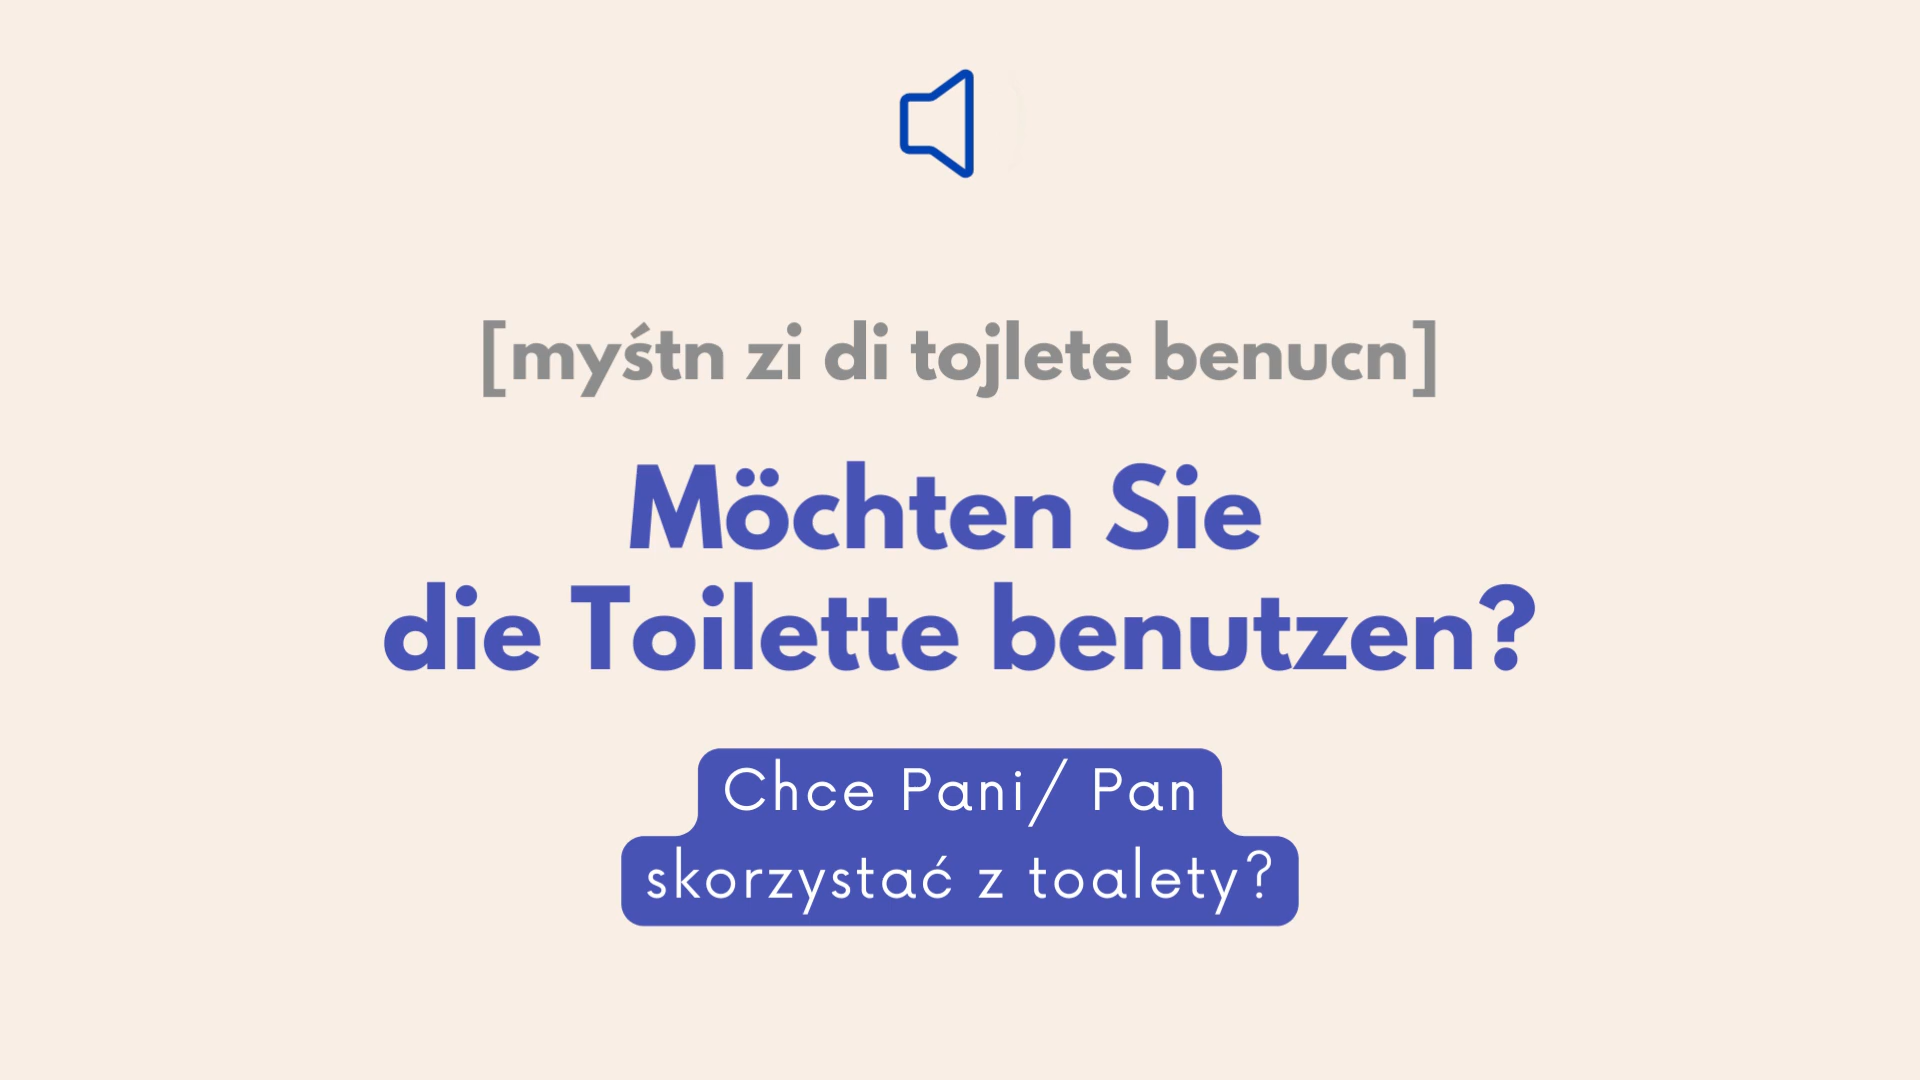 [myśtn zi di tojlete benucn]
Möchten Sie
die Toilette benutzen?
Chce Pani/ Pan
skorzystać z toalety?